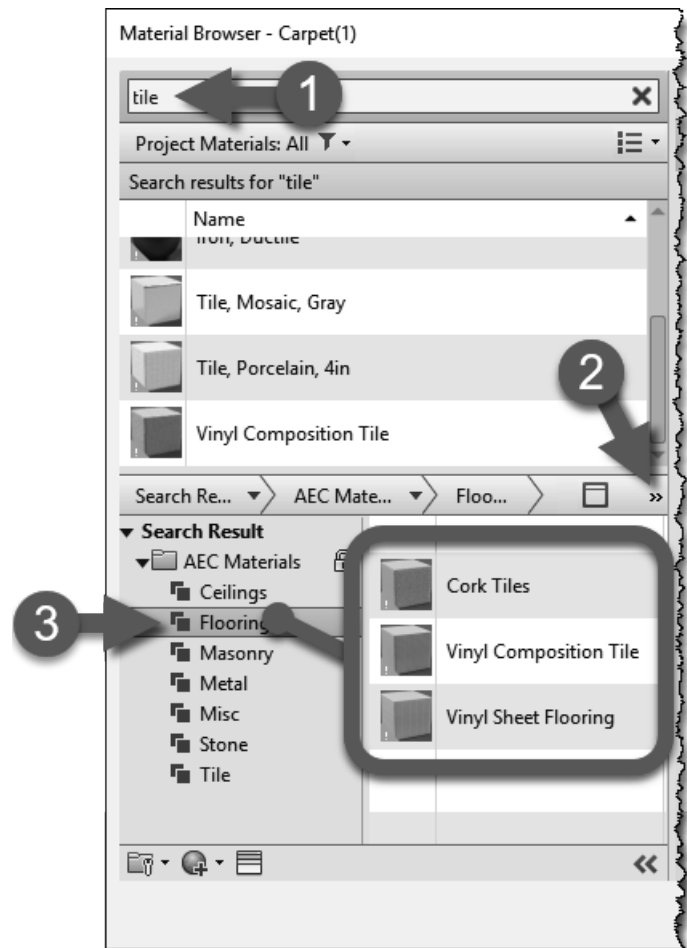 Material Browser - Carpet(1)
tile
1
Project Materials: All
Search results for "tile"
Name
Iron, Ductile
Tile, Mosaic, Gray
Tile, Porcelain, 4in
2
Vinyl Composition Tile
Search Re...
AEC Mate...
Floo...
»
Search Result
AEC Materials
Ceilings
Flooring
Masonry
Metal
Misc
Stone
Tile
3
Cork Tiles
Vinyl Composition Tile
Vinyl Sheet Flooring